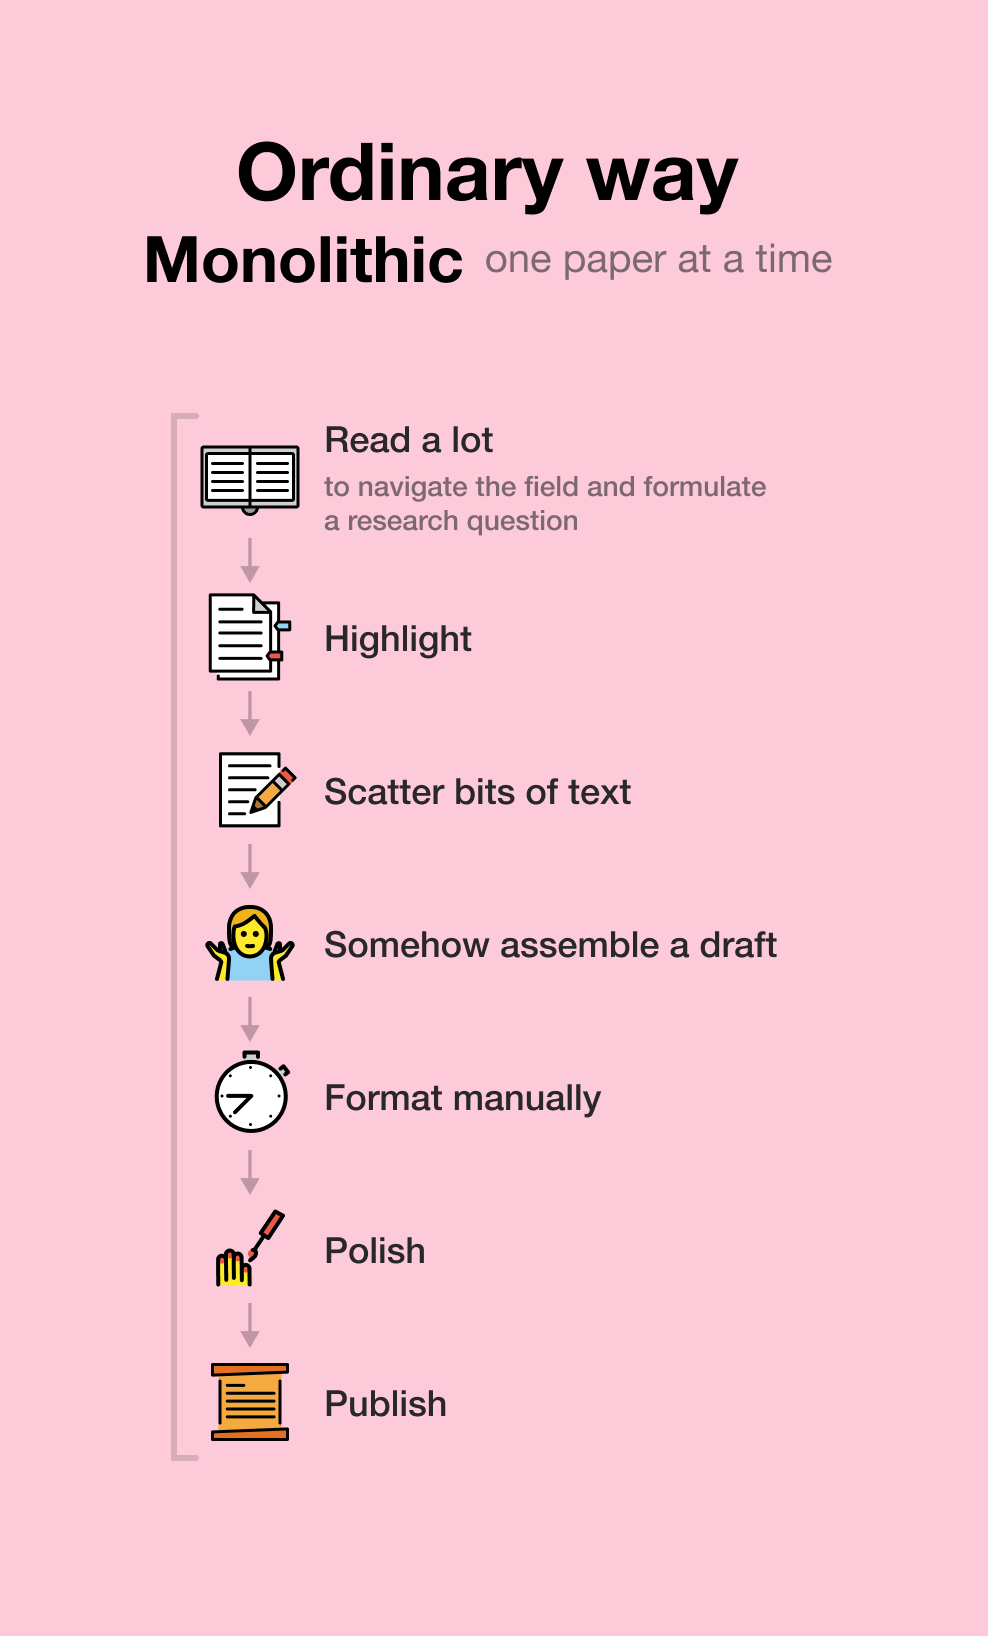 Ordinary way
Monolithic one paper at a time
Read a lot
to navigate the field and formulate
a research question
Highlight
Scatter bits of text
Somehow assemble a draft
Format manually
Polish
Publish